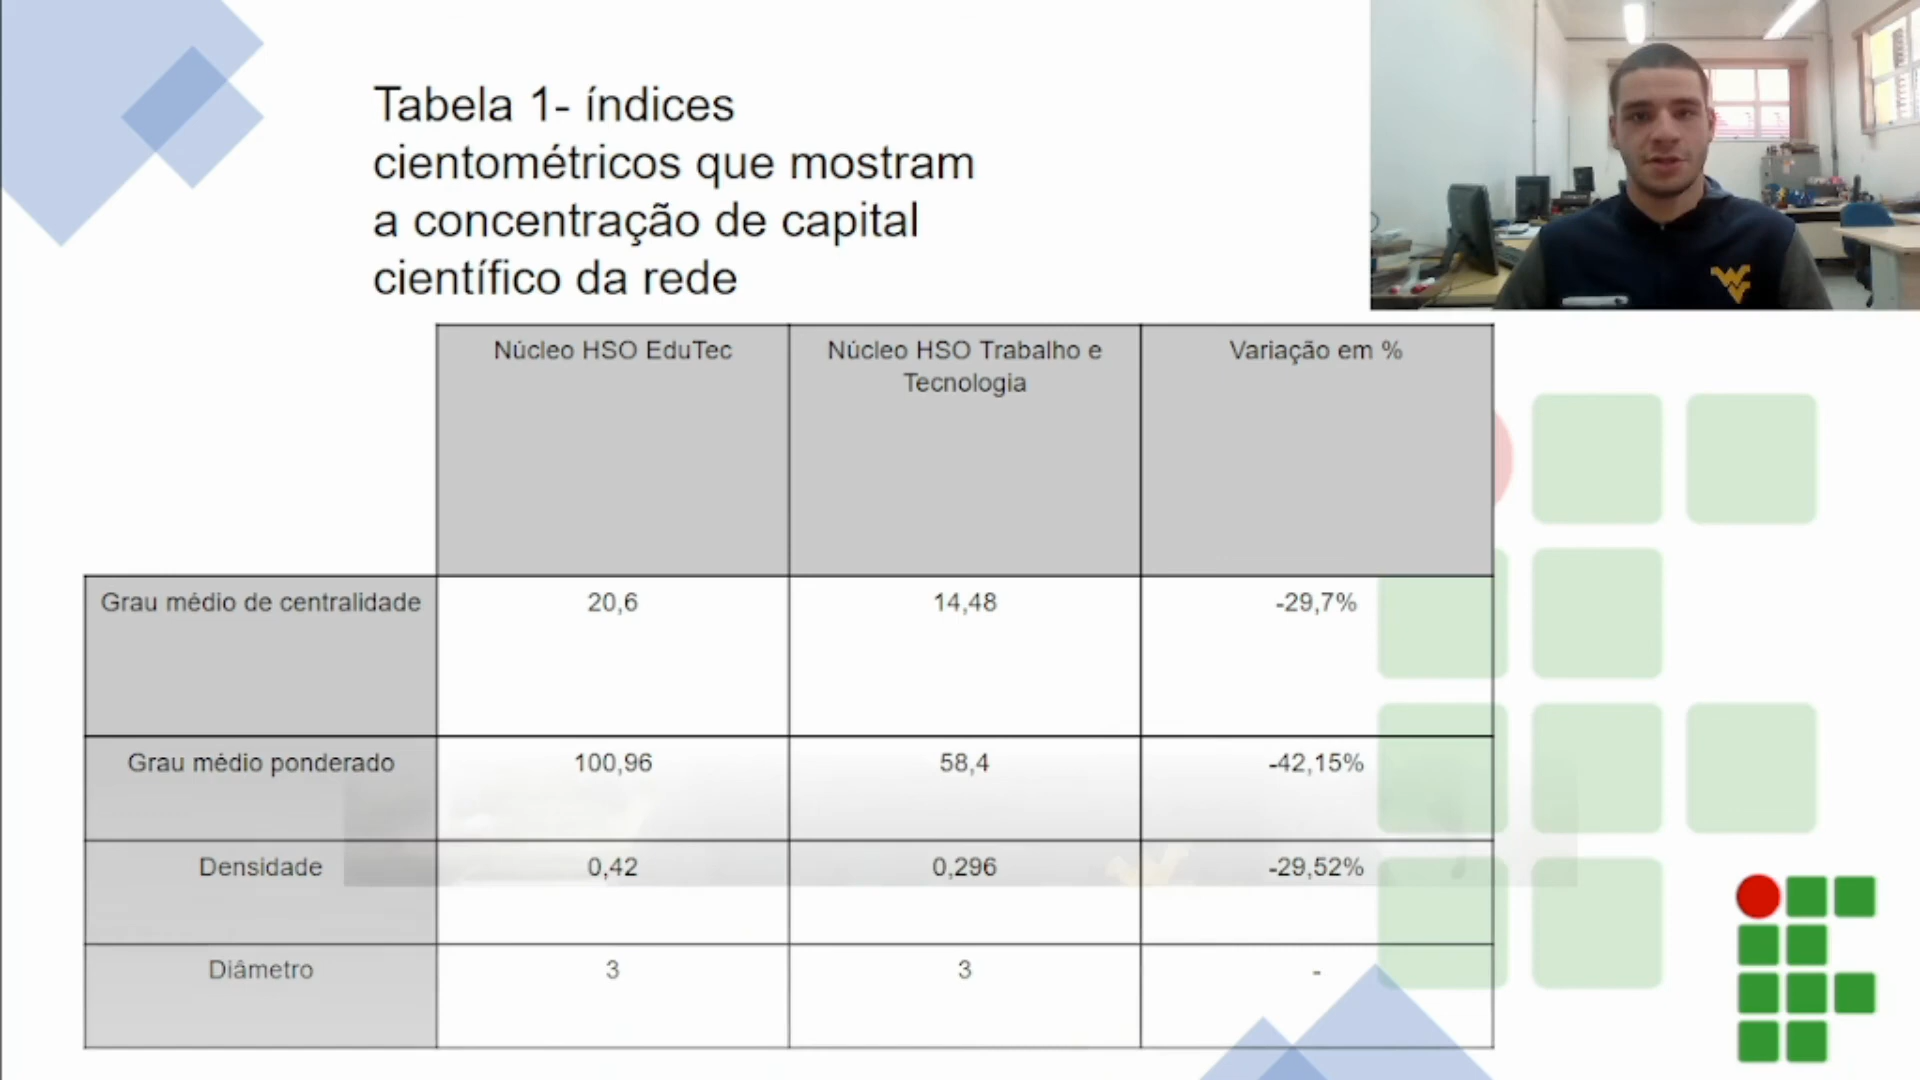 Tabela 1- índices
cientométricos que mostram
a concentração de capital
científico da rede
Núcleo HSO EduTec
Núcleo HSO Trabalho e
Tecnologia
Variação em %
Grau médio de centralidade
20,6
14,48
-29,7%
Grau médio ponderado
100,96
58,4
-42,15%
Densidade
0,42
0,296
-29,52%
Diâmetro
3
3
-